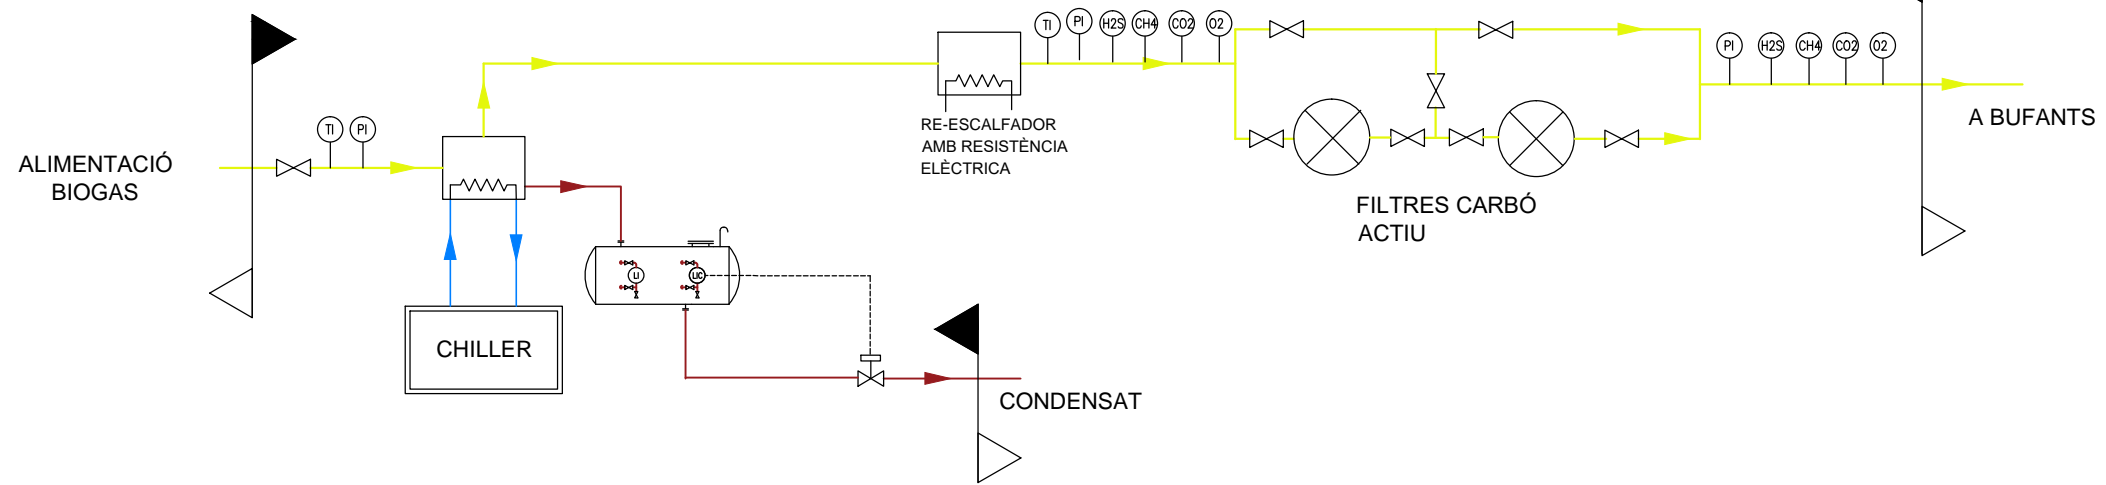 TI
PI
H2S
CH4
CO2
O2
PI
H2S
CH4
CO2
O2
A BUFANTS
RE-ESCALFADOR
AMB RESISTÈNCIA
ELÈCTRICA
TI
PI
ALIMENTACIÓ
BIOGAS
FILTRES CARBÓ
ACTIU
LI
LIC
CHILLER
CONDENSAT